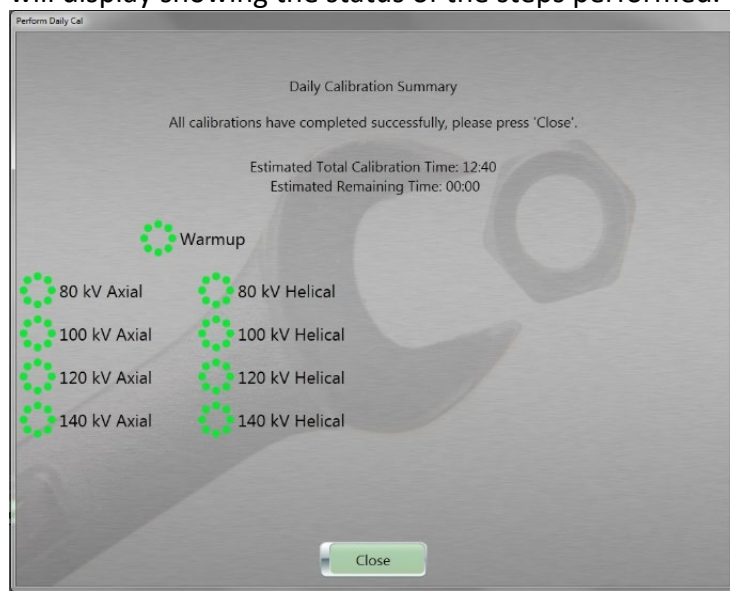 will display showing the status of the steps performed.
Perform Daily Cal
Daily Calibration Summary
All calibrations have completed successfully, please press 'Close'.
Estimated Total Calibration Time: 12:40
Estimated Remaining Time: 00:00
Warmup
80 kV Axial 80 kV Helical
100 kV Axial 100 kV Helical
120 kV Axial 120 kV Helical
140 kV Axial 140 kV Helical
Close